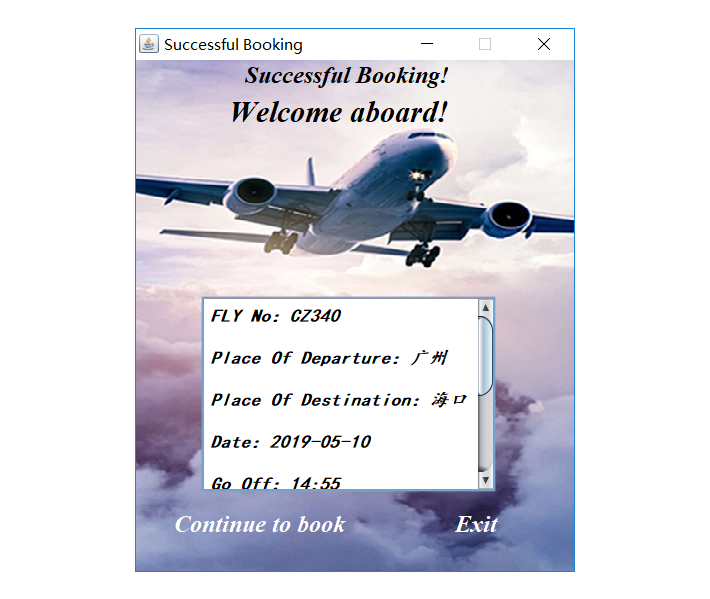 Successful Booking
Successful Booking!
Welcome aboard!
FLY No: CZ340
Place Of Departure: 广州
Place Of Destination: 海口
Date: 2019-05-10
Go Off: 14:55
Continue to book
Exit